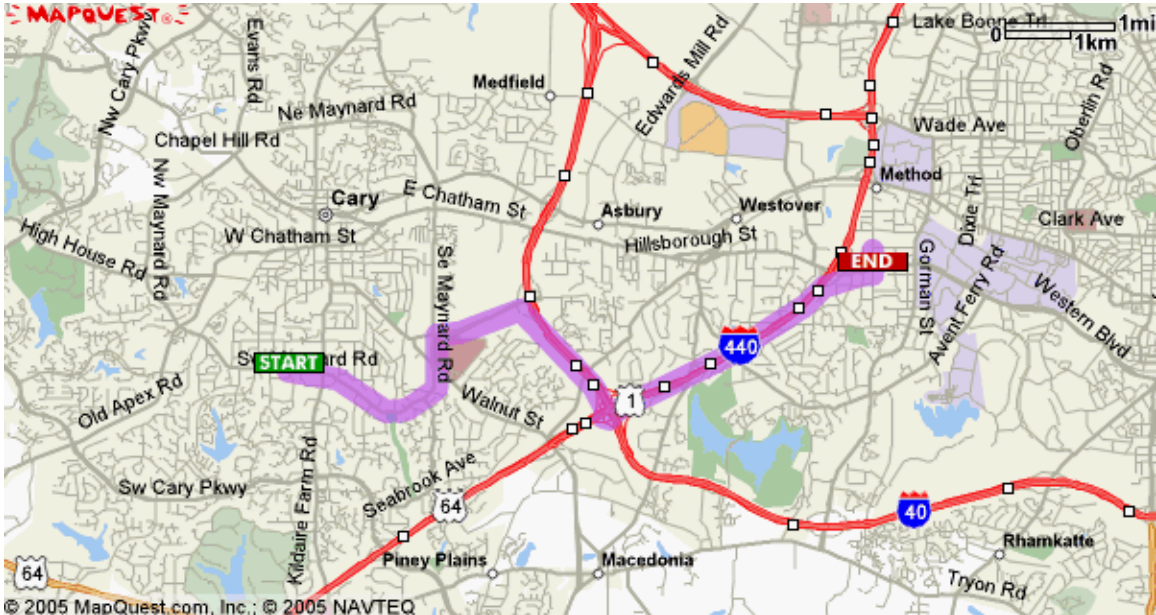 MAPQUEST
Lake Boone Trl
1mi
1km
Nw Cary Pkwy
Evans Rd
Medfield
Edwards Mill Rd
Ne Maynard Rd
Chapel Hill Rd
Wade Ave
Oberlin Rd
Nw Maynard Rd
Cary
E Chatham St
Method
Dixie Trl
Asbury
Westover
Clark Ave
High House Rd
W Chatham St
Hillsborough St
Se Maynard Rd
END
Gorman St
Avent Ferry Rd
Western Blvd
START
ard Rd
440
Old Apex Rd
Walnut St
1
Sw Cary Pkwy
Seabrook Ave
64
40
Kildaire Farm Rd
Rhamkatte
Piney Plains
Macedonia
64
Tryon Rd
© 2005 MapQuest.com, Inc.; © 2005 NAVTEQ